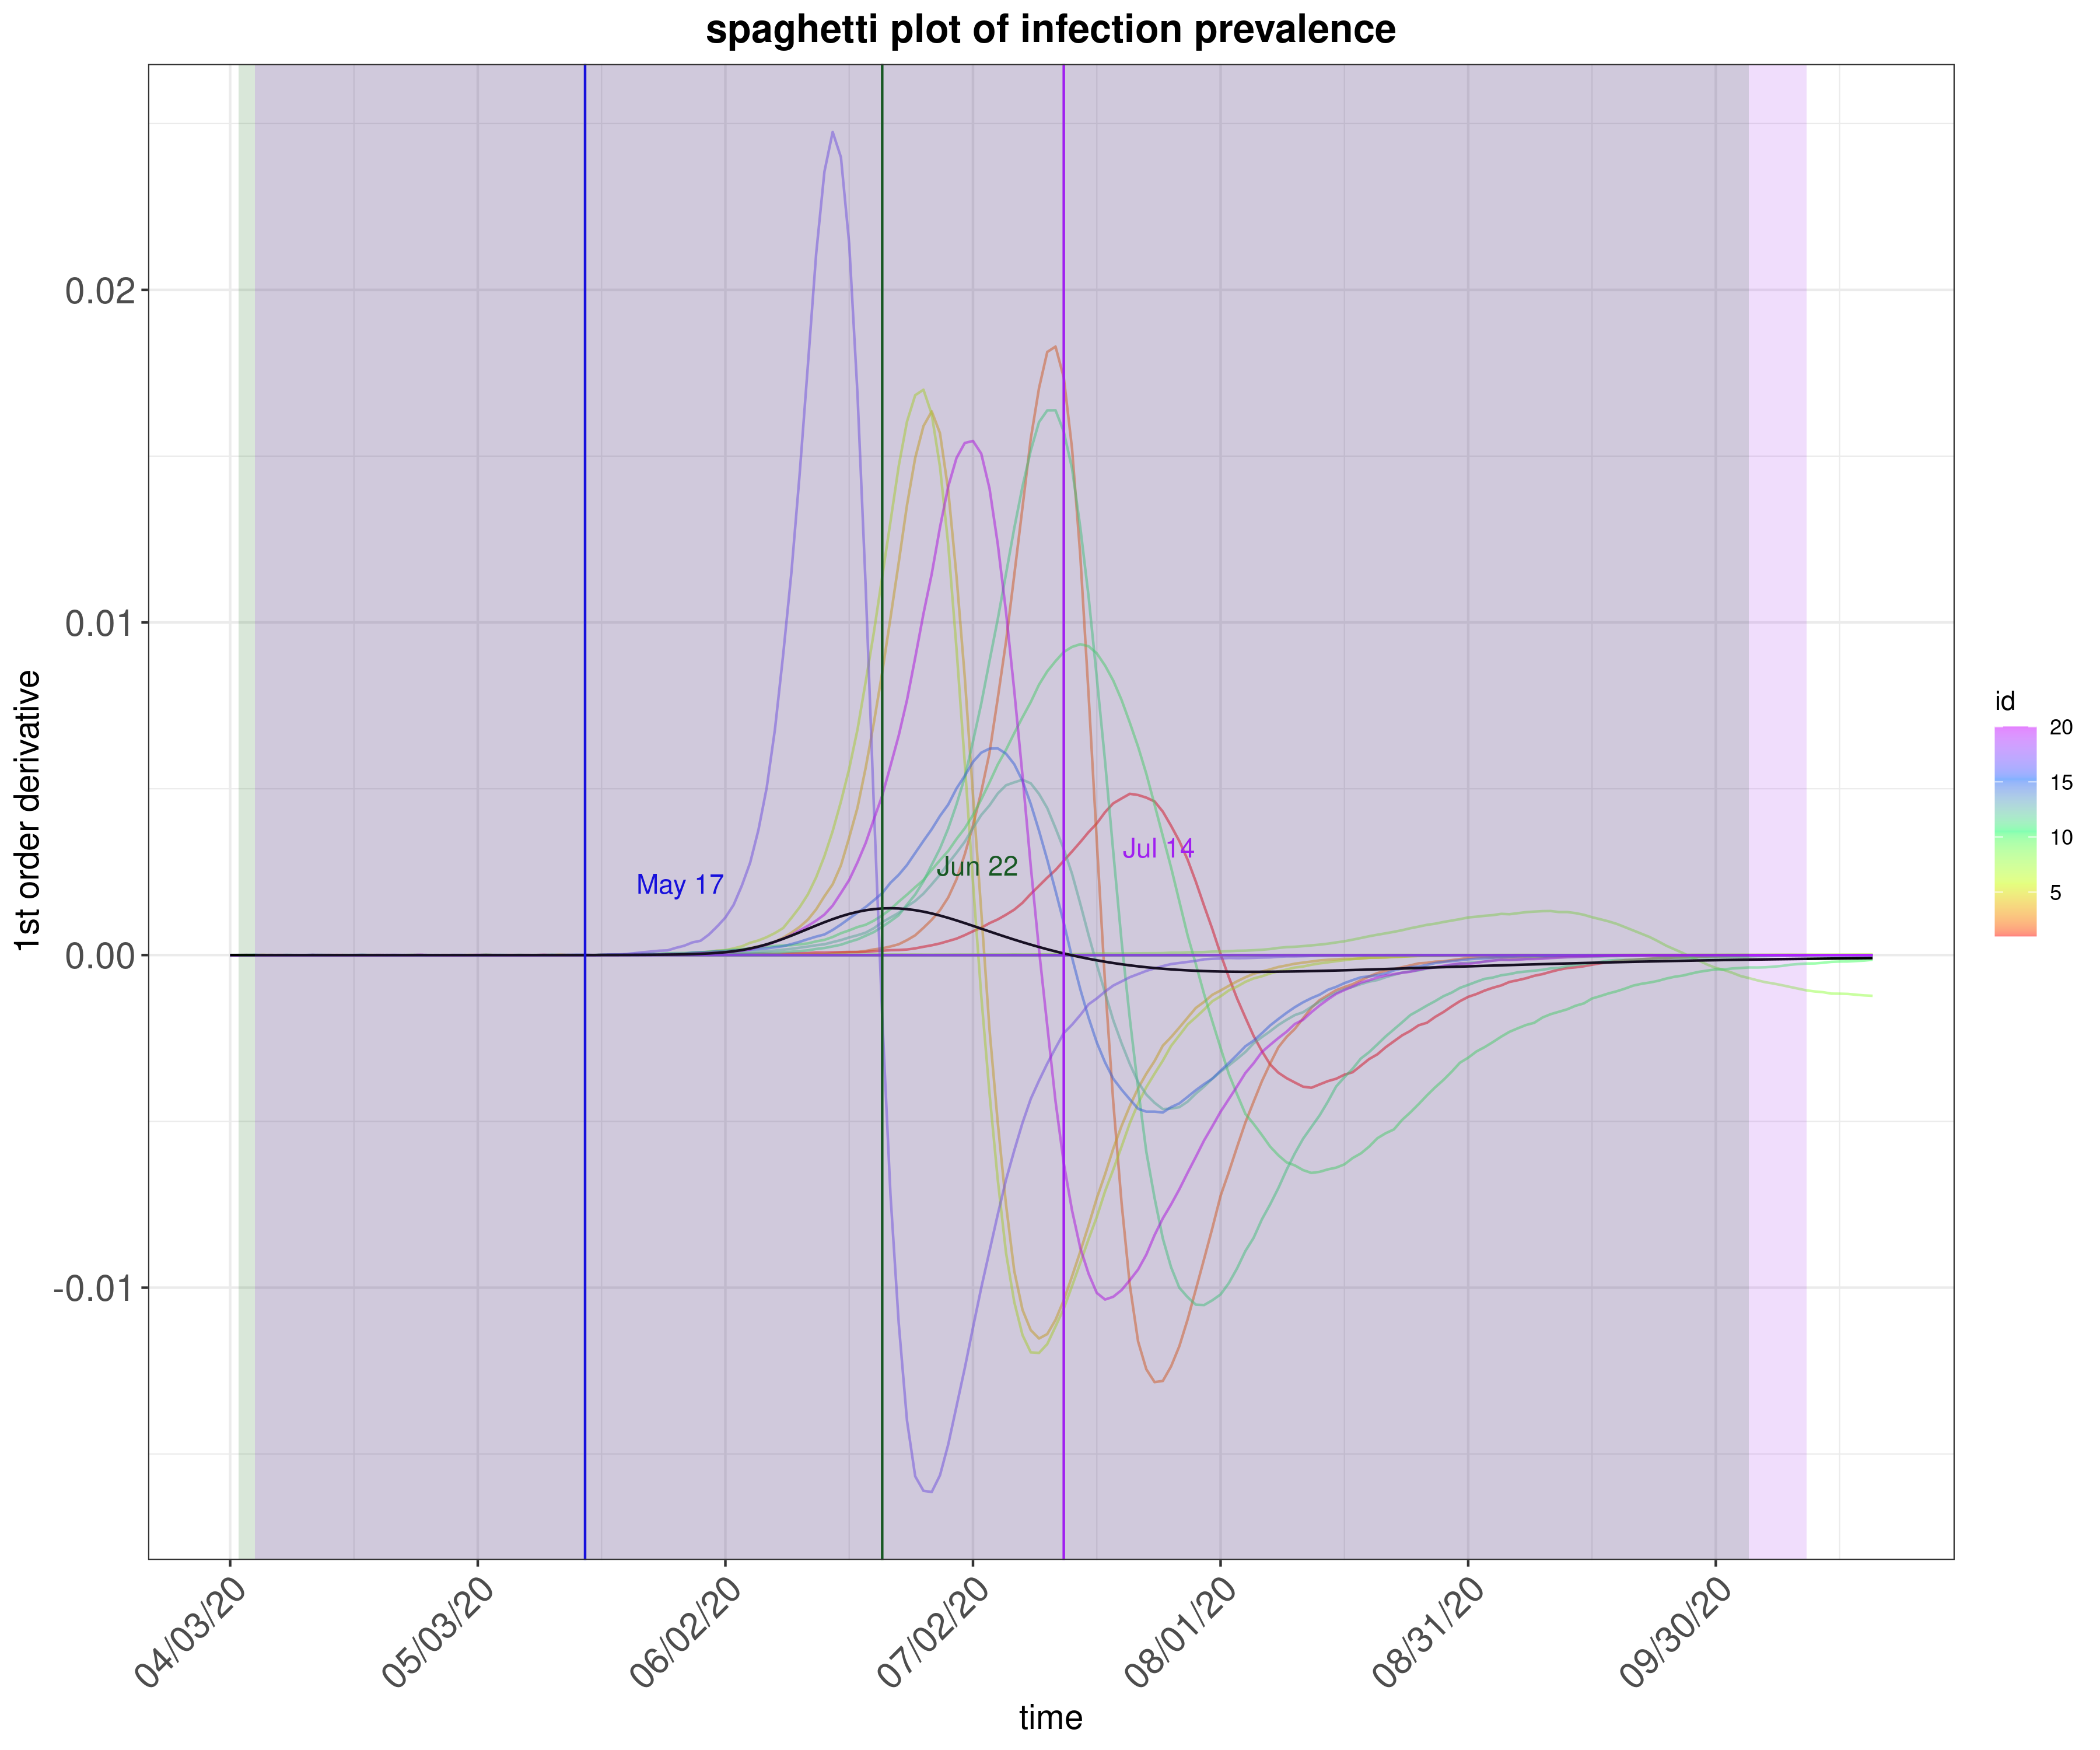 spaghetti plot of infection prevalence
1st order derivative
0.02
0.01
0.00
-0.01
May 17
Jun 22
Jul 14
04/03/20
05/03/20
06/02/20
07/02/20
08/01/20
08/31/20
09/30/20
time
id
20
15
10
5